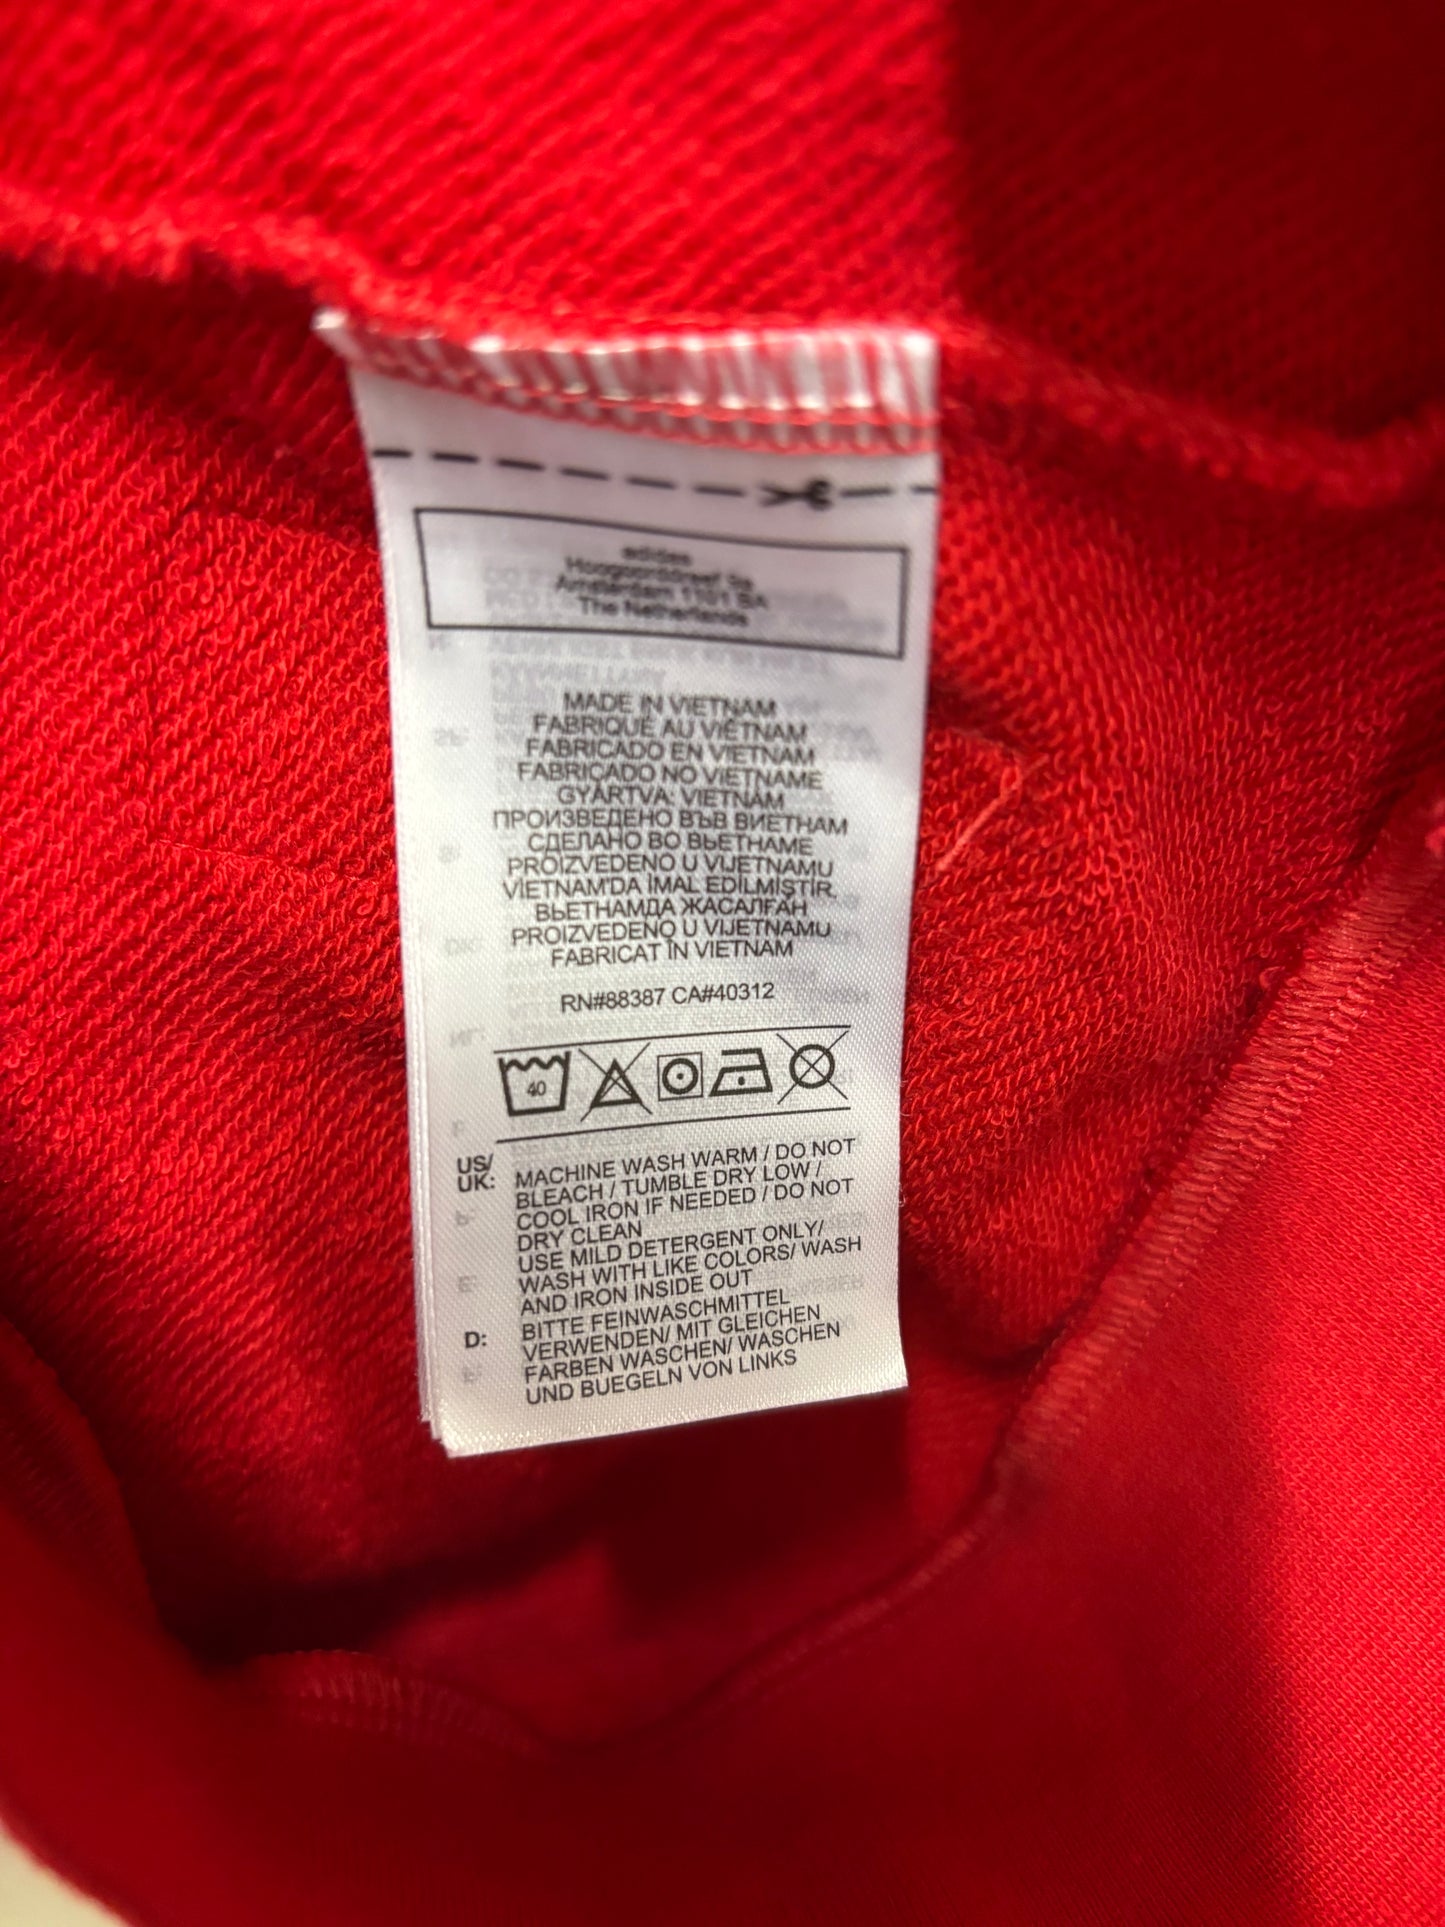 adidas
Hoogoorddreef 9a
Amsterdam 1101 BA
The Netherlands
MADE IN VIETNAM
FABRIQUÉ AU VIÊTNAM
FABRICADO EN VIETNAM
FABRICADO NO VIETNAME
GYÁRTVA: VIETNÁM
ПРОИЗВЕДЕНО ВЪВ ВИЕТНАМ
СДЕЛАНО ВО ВЬЕТНАМЕ
PROIZVEDENO U VIJETNAMU
VİETNAM'DA İMAL EDİLMİŞTİR.
ВЬЕТНАМДА ЖАСАЛҒАН
PROIZVEDENO U VIJETNAMU
FABRICAT ÎN VIETNAM
RN#88387 CA#40312
40
US/
UK:
MACHINE WASH WARM / DO NOT
BLEACH / TUMBLE DRY LOW /
COOL IRON IF NEEDED / DO NOT
DRY CLEAN
USE MILD DETERGENT ONLY/
WASH WITH LIKE COLORS/ WASH
AND IRON INSIDE OUT
D: BITTE FEINWASCHMITTEL
VERWENDEN/ MIT GLEICHEN
FARBEN WASCHEN/ WASCHEN
UND BUEGELN VON LINKS